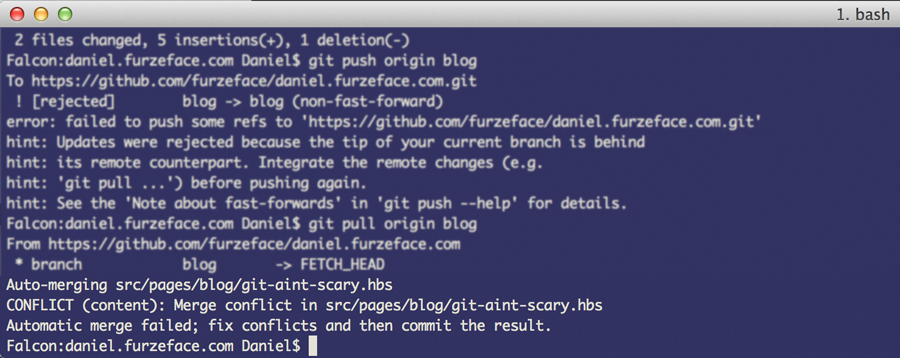 1. bash
2 files changed, 5 insertions(+), 1 deletion(-)
Falcon:daniel.furzeface.com Daniel$ git push origin blog
To https://github.com/furzeface/daniel.furzeface.com.git
 ! [rejected]        blog -> blog (non-fast-forward)
error: failed to push some refs to 'https://github.com/furzeface/daniel.furzeface.com.git'
hint: Updates were rejected because the tip of your current branch is behind
hint: its remote counterpart. Integrate the remote changes (e.g.
hint: 'git pull ...') before pushing again.
hint: See the 'Note about fast-forwards' in 'git push --help' for details.
Falcon:daniel.furzeface.com Daniel$ git pull origin blog
From https://github.com/furzeface/daniel.furzeface.com
 * branch            blog       -> FETCH_HEAD
Auto-merging src/pages/blog/git-aint-scary.hbs
CONFLICT (content): Merge conflict in src/pages/blog/git-aint-scary.hbs
Automatic merge failed; fix conflicts and then commit the result.
Falcon:daniel.furzeface.com Daniel$